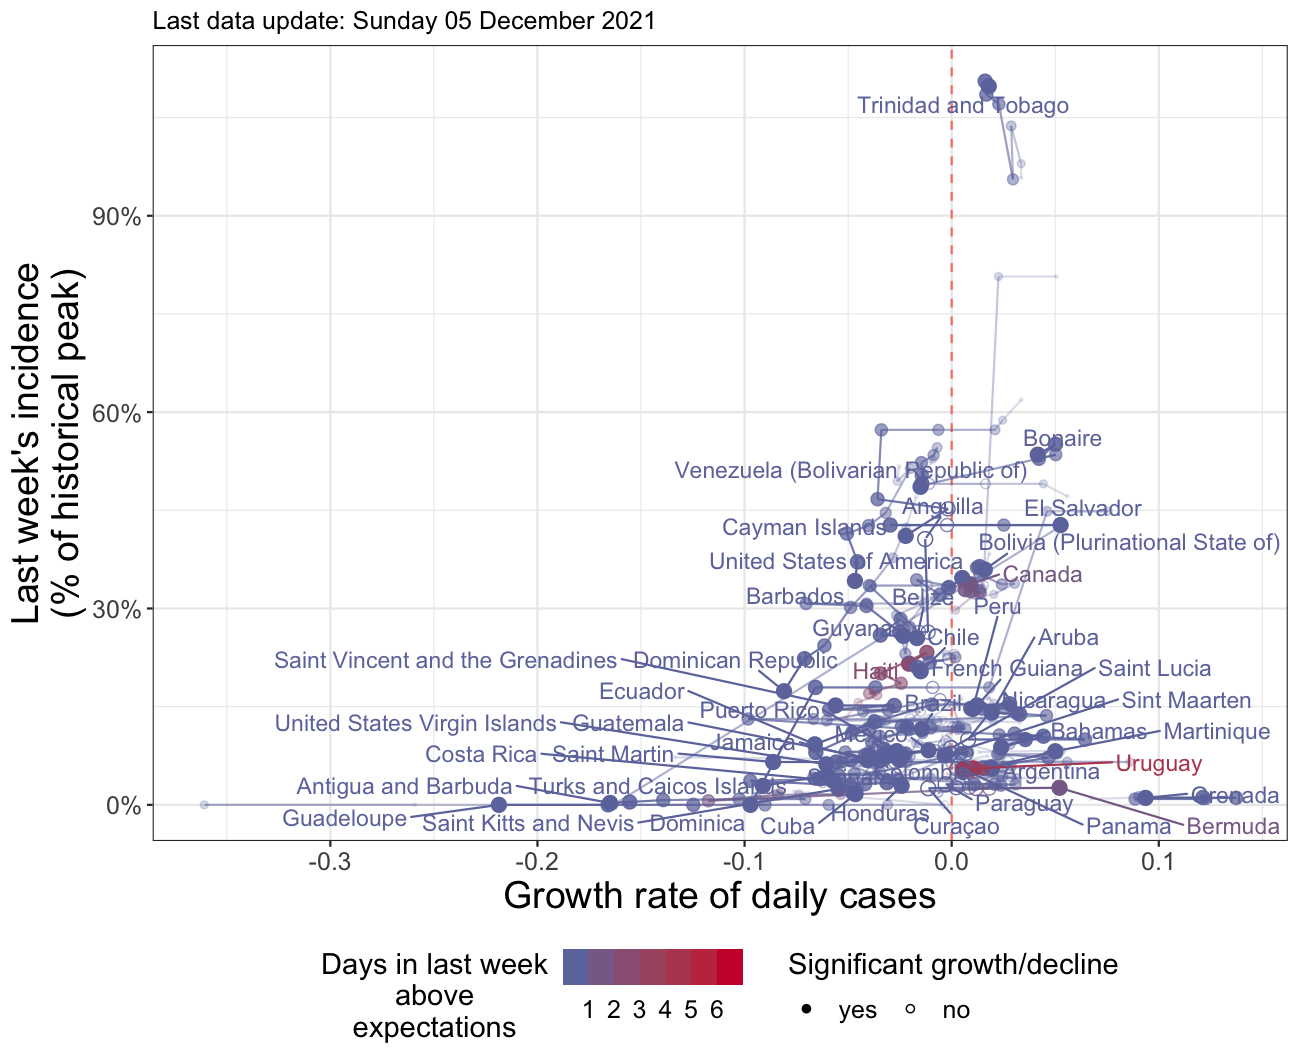 Last data update: Sunday 05 December 2021
Last week's incidence
(% of historical peak)
90%
60%
30%
0%
Trinidad and Tobago
Bonaire
Venezuela (Bolivarian Republic of)
Anguilla
El Salvador
Cayman Islands
Bolivia (Plurinational State of)
United States of America
Canada
Barbados
Belize
Peru
Guyana
Chile
Aruba
Saint Vincent and the Grenadines
Dominican Republic
Haiti
French Guiana
Saint Lucia
Ecuador
Puerto Rico
Brazil
Nicaragua
Sint Maarten
United States Virgin Islands
Guatemala
Jamaica
Mexico
Bahamas
Martinique
Costa Rica
Saint Martin
Colombia
Argentina
Uruguay
Antigua and Barbuda
Turks and Caicos Islands
Grenada
Guadeloupe
Saint Kitts and Nevis
Dominica
Cuba
Honduras
Curaçao
Paraguay
Panama
Bermuda
-0.3
-0.2
-0.1
0.0
0.1
Growth rate of daily cases
Days in last week
above
expectations
1 2 3 4 5 6
Significant growth/decline
yes
no